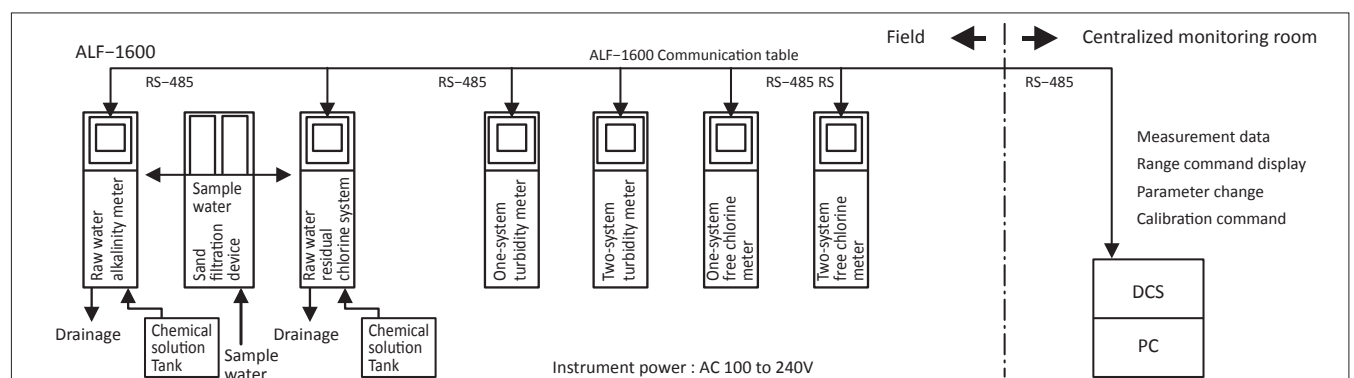 ALF−1600
Field
Centralized monitoring room
ALF−1600 Communication table
RS−485
RS−485
RS−485 RS
RS−485
Raw water
alkalinity meter
Sample
water
Sand
filtration
device
Raw water
residual
chlorine system
One-system
turbidity meter
Two-system
turbidity meter
One-system
free chlorine
meter
Two-system
free chlorine
meter
Measurement data
Range command display
Parameter change
Calibration command
DCS
PC
Drainage
Chemical
solution
Tank
Sample
water
Drainage
Chemical
solution
Tank
Instrument power : AC 100 to 240V